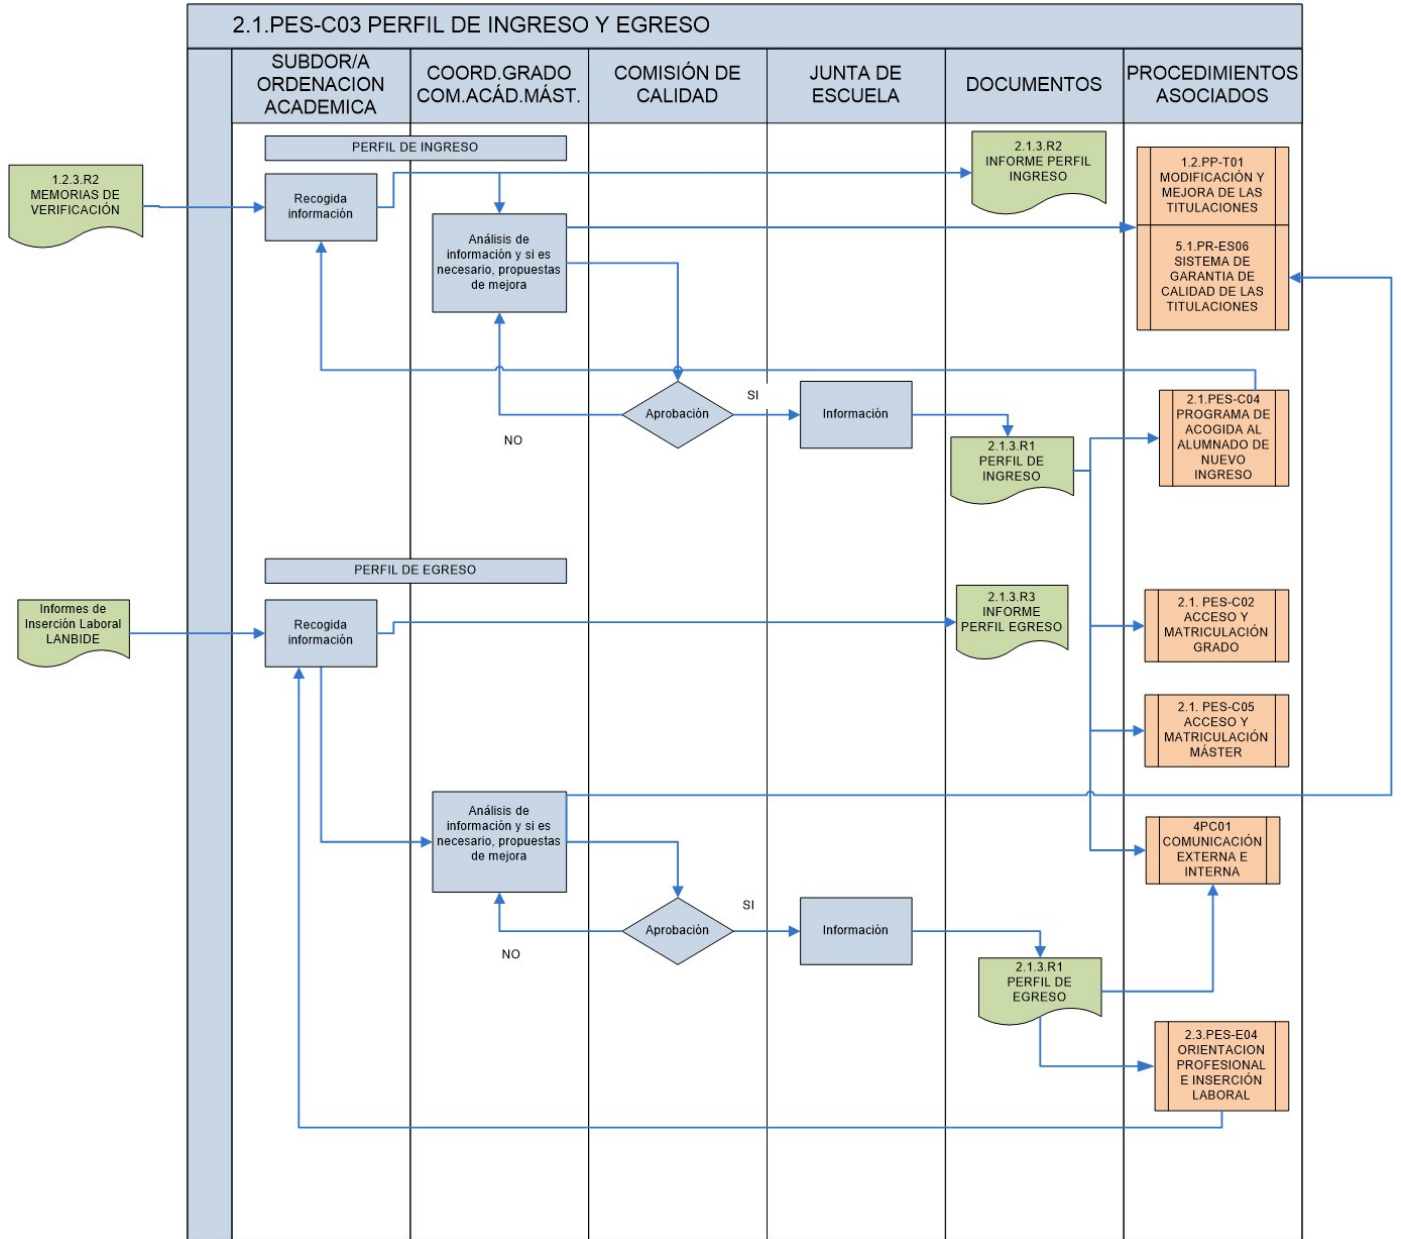 2.1.PES-C03 PERFIL DE INGRESO Y EGRESO
SUBDOR/A
ORDENACION
ACADEMICA
COORD.GRADO
COM.ACÁD.MÁST.
COMISIÓN DE
CALIDAD
JUNTA DE
ESCUELA
DOCUMENTOS
PROCEDIMIENTOS
ASOCIADOS
PERFIL DE INGRESO
1.2.3.R2
MEMORIAS DE
VERIFICACIÓN
Recogida
información
2.1.3.R2
INFORME PERFIL
INGRESO
1.2.PP-T01
MODIFICACIÓN Y
MEJORA DE LAS
TITULACIONES
Análisis de
información y si es
necesario, propuestas
de mejora
5.1.PR-ES06
SISTEMA DE
GARANTIA DE
CALIDAD DE LAS
TITULACIONES
Aprobación
SI
NO
Información
2.1.3.R1
PERFIL DE
INGRESO
2.1.PES-C04
PROGRAMA DE
ACOGIDA AL
ALUMNADO DE
NUEVO
INGRESO
PERFIL DE EGRESO
Informes de
Inserción Laboral
LANBIDE
Recogida
información
2.1.3.R3
INFORME
PERFIL EGRESO
2.1. PES-C02
ACCESO Y
MATRICULACIÓN
GRADO
2.1. PES-C05
ACCESO Y
MATRICULACIÓN
MÁSTER
Análisis de
información y si es
necesario, propuestas
de mejora
4PC01
COMUNICACIÓN
EXTERNA E
INTERNA
Aprobación
SI
NO
Información
2.1.3.R1
PERFIL DE
EGRESO
2.3.PES-E04
ORIENTACION
PROFESIONAL
E INSERCIÓN
LABORAL